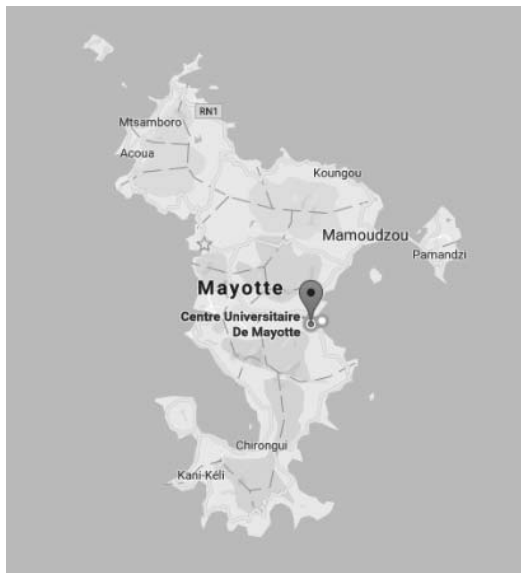 RN1
Mtsamboro
Acoua
Koungou
Mamoudzou
Pamandzi
Mayotte
Centre Universitaire
De Mayotte
Chirongui
Kani-Kéli